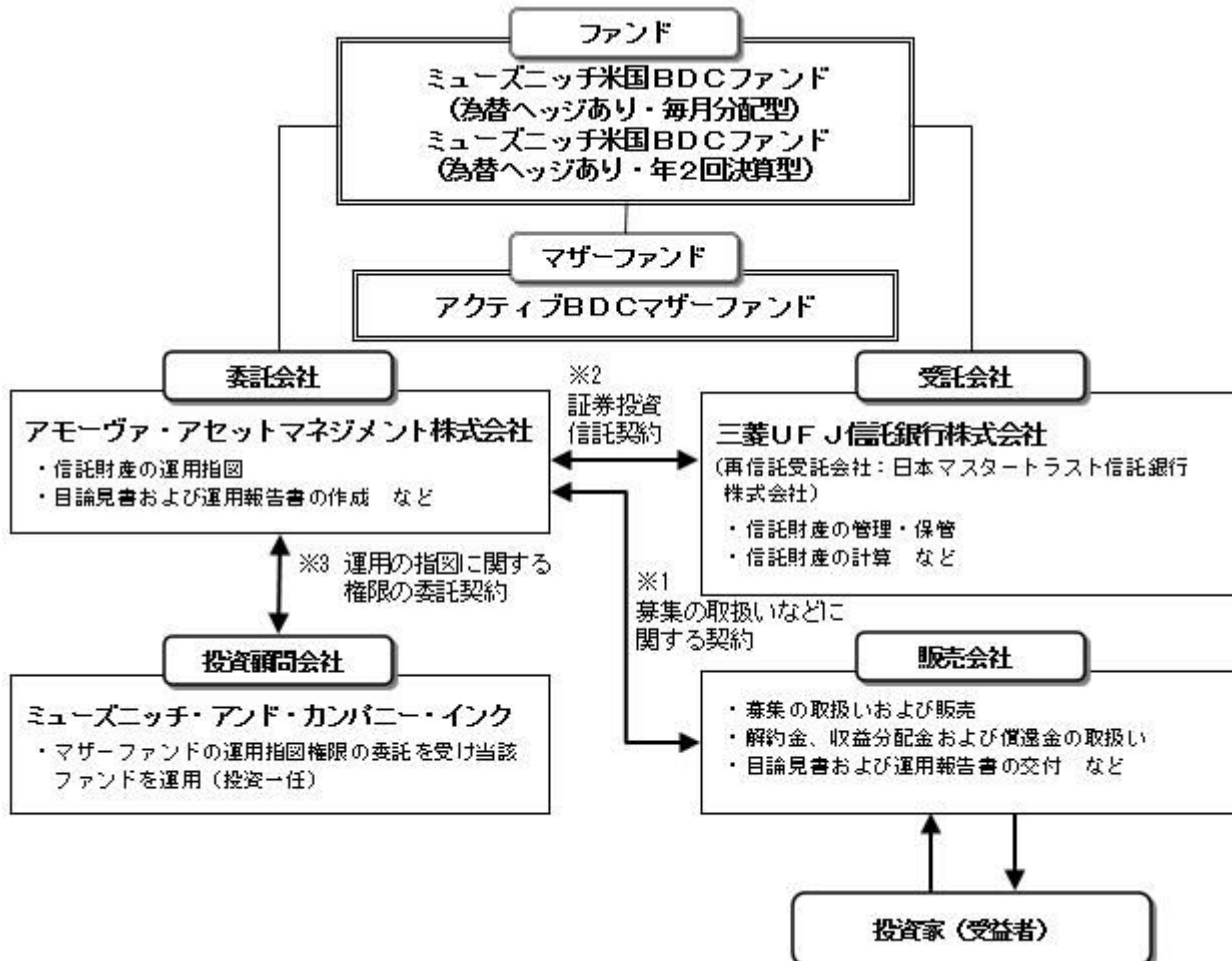 ファンド
ミューズニッチ米国BDCファンド
(為替ヘッジあり・毎月分配型)
ミューズニッチ米国BDCファンド
(為替ヘッジあり・年2回決算型)
マザーファンド
アクティブBDCマザーファンド
委託会社
アモーヴァ・アセットマネジメント株式会社
・信託財産の運用指図
・目論見書および運用報告書の作成 など
※2
証券投資
信託契約
受託会社
三菱UFJ信託銀行株式会社
(再信託受託会社:日本マスタートラスト信託銀行
株式会社)
・信託財産の管理・保管
・信託財産の計算 など
※3 運用の指図に関する
権限の委託契約
※1
募集の取扱いなどに
関する契約
投資顧問会社
ミューズニッチ・アンド・カンパニー・インク
・マザーファンドの運用指図権限の委託を受け当該
ファンドを運用(投資一任)
販売会社
・募集の取扱いおよび販売
・解約金、収益分配金および償還金の取扱い
・目論見書および運用報告書の交付 など
投資家(受益者)